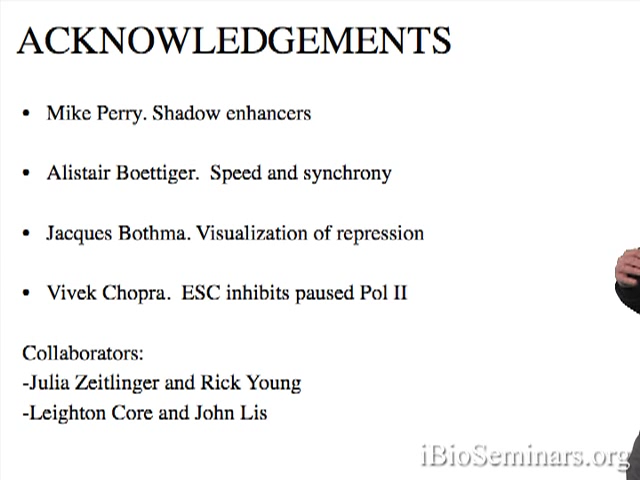 ACKNOWLEDGEMENTS
• Mike Perry. Shadow enhancers
• Alistair Boettiger.  Speed and synchrony
• Jacques Bothma. Visualization of repression
• Vivek Chopra.  ESC inhibits paused Pol II
Collaborators:
-Julia Zeitlinger and Rick Young
-Leighton Core and John Lis
iBioSeminars.org